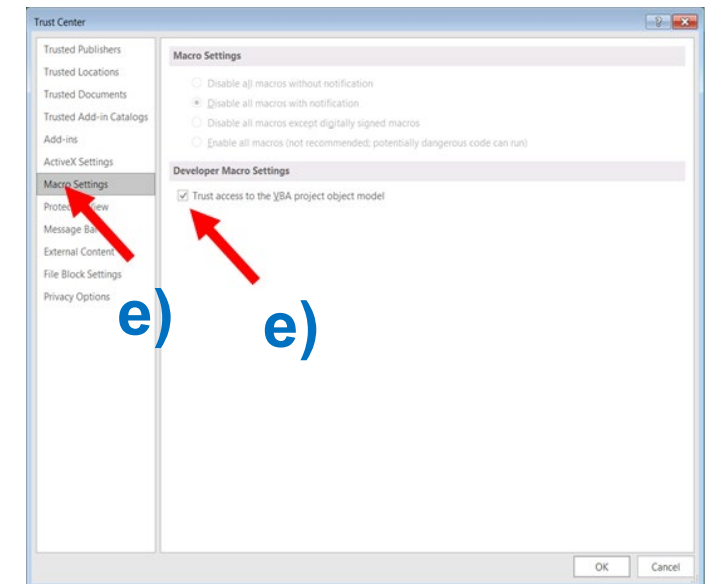 Trust Center
Trusted Publishers
Trusted Locations
Trusted Documents
Trusted Add-in Catalogs
Add-ins
ActiveX Settings
Macro Settings
View
Message Ba
External Content
File Block Settings
Privacy Options
Macro Settings
Disable all macros without notification
Disable all macros with notification
Disable all macros except digitally signed macros
Enable all macros (not recommended; potentially dangerous code can run)
Developer Macro Settings
Trust access to the VBA project object model
e)
e)
OK
Cancel